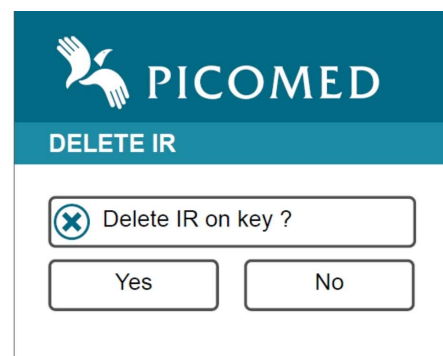 PICOMED
DELETE IR
Delete IR on key ?
Yes
No